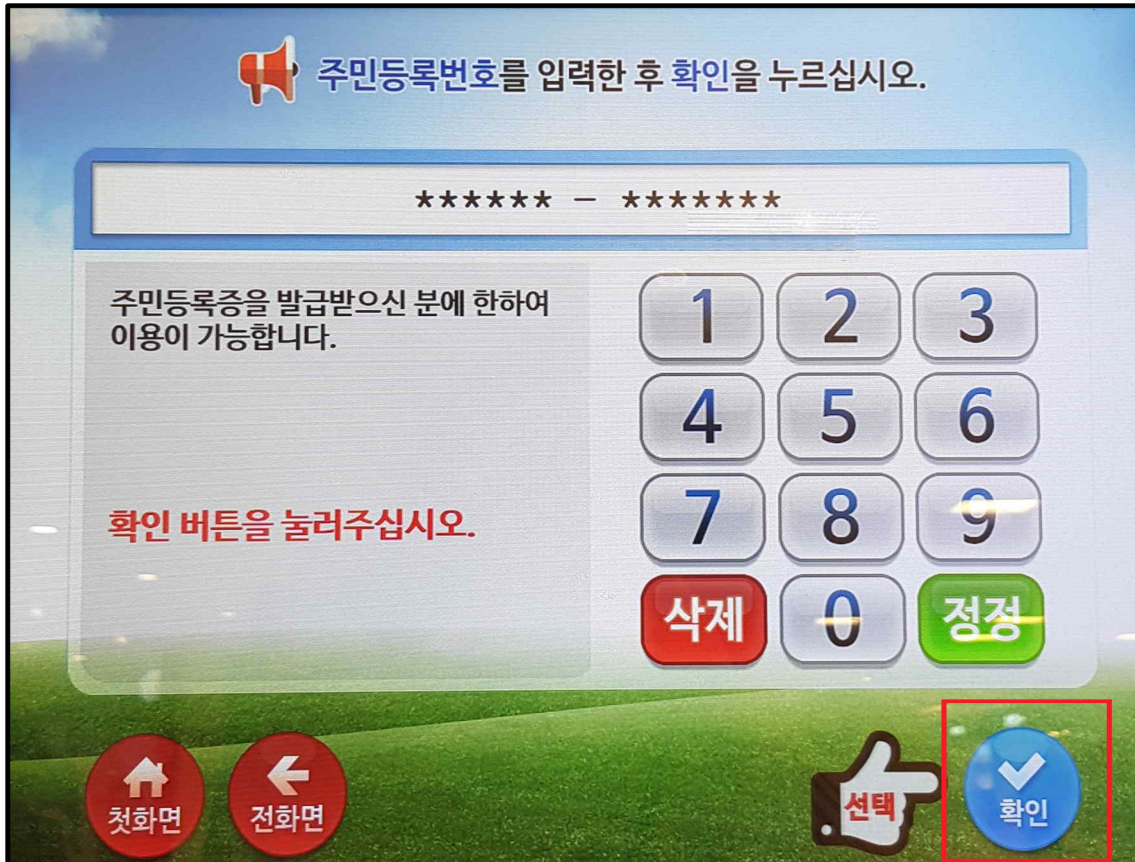 주민등록번호를 입력한 후 확인을 누르십시오.
****** - *******
주민등록증을 발급받으신 분에 한하여
이용이 가능합니다.
확인 버튼을 눌러주십시오.
1 2 3
4 5 6
7 8 9
삭제 0 정정
첫화면 전화면 선택 확인